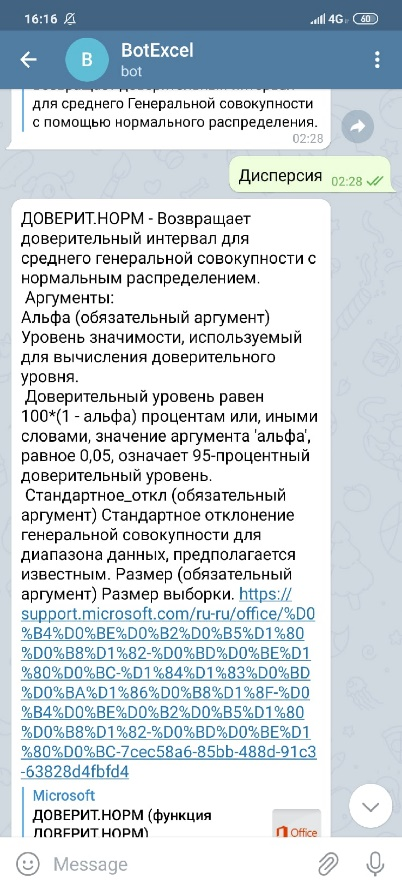 16:16
4G
60
BotExcel
B
bot
для среднего Генеральной совокупности
с помощью нормального распределения.
02:28
Дисперсия 02:28
ДОВЕРИТ.НОРМ - Возвращает
доверительный интервал для
среднего генеральной совокупности с
нормальным распределением.
Аргументы:
Альфа (обязательный аргумент)
Уровень значимости, используемый
для вычисления доверительного
уровня.
Доверительный уровень равен
100*(1 - альфа) процентам или, иными
словами, значение аргумента 'альфа',
равное 0,05, означает 95-процентный
доверительный уровень.
Стандартное_откл (обязательный
аргумент) Стандартное отклонение
генеральной совокупности для
диапазона данных, предполагается
известным. Размер (обязательный
аргумент) Размер выборки. https://
support.microsoft.com/ru-ru/office/%D0
%B4%D0%BE%D0%B2%D0%B5%D1%80
%D0%B8%D1%82-%D0%BD%D0%BE%D1
%80%D0%BC-%D1%84%D1%83%D0%BD
%D0%BA%D1%86%D0%B8%D1%8F-%D0
%B4%D0%BE%D0%B2%D0%B5%D1%80
%D0%B8%D1%82-%D0%BD%D0%BE%D1
%80%D0%BC-7cec58a6-85bb-488d-91c3
-63828d4fbfd4
Microsoft
ДОВЕРИТ.НОРМ (функция
ДОВЕРИТ.НОРМ)
Office
Message